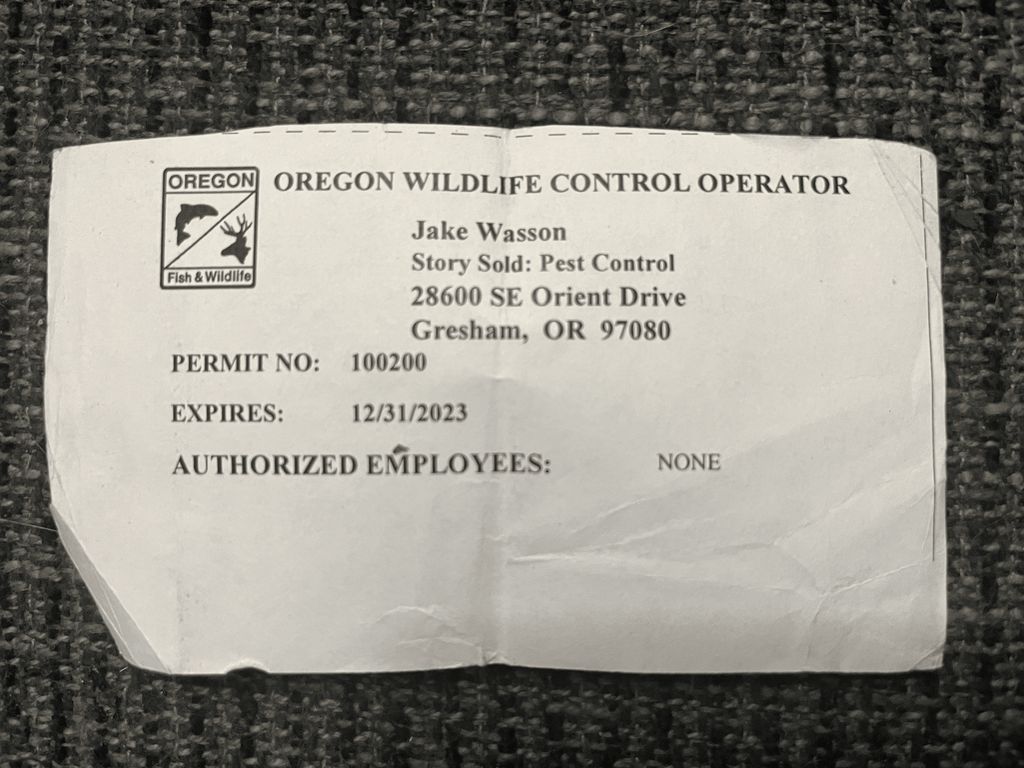 OREGON
Fish & Wildlife
OREGON WILDLIFE CONTROL OPERATOR
Jake Wasson
Story Sold: Pest Control
28600 SE Orient Drive
Gresham, OR 97080
PERMIT NO: 100200
EXPIRES: 12/31/2023
AUTHORIZED EMPLOYEES: NONE